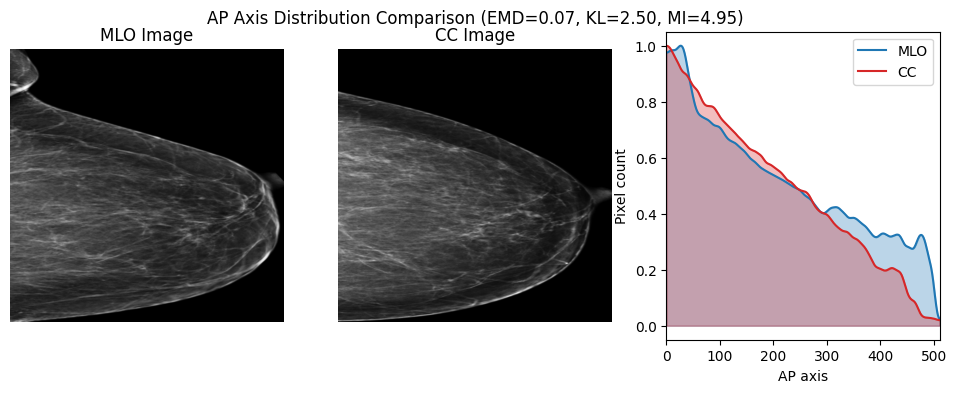 AP Axis Distribution Comparison (EMD=0.07, KL=2.50, MI=4.95)
MLO Image
CC Image
MLO
CC
1.0
0.8
0.6
0.4
0.2
0.0
Pixel count
0 100 200 300 400 500
AP axis